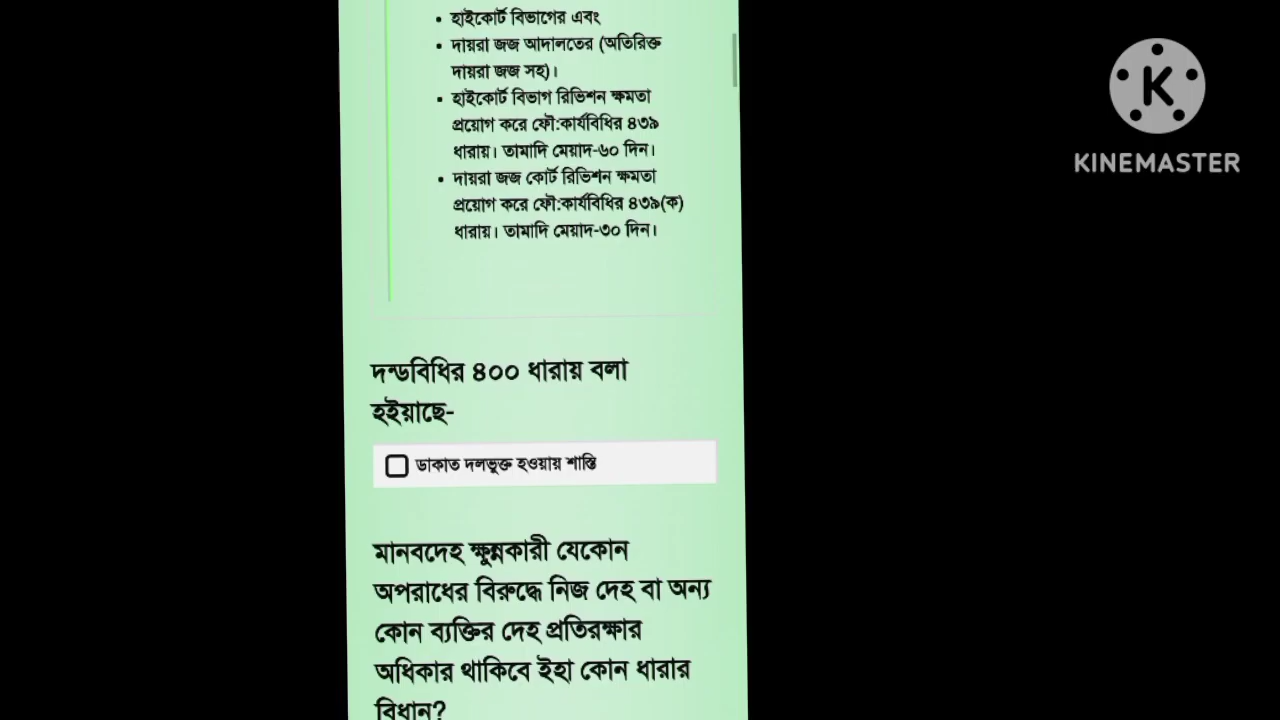 হাইকোর্ট বিভাগের এবং
দায়রা জজ আদালতের (অতিরিক্ত
দায়রা জজ সহ)।
হাইকোর্ট বিভাগ রিভিশন ক্ষমতা
প্রয়োগ করে ফৌ:কার্যবিধির ৪৩৯
ধারায়। তামাদি মেয়াদ-৬০ দিন।
দায়রা জজ কোর্ট রিভিশন ক্ষমতা
প্রয়োগ করে ফৌ:কার্যবিধির ৪৩৯(ক)
ধারায়। তামাদি মেয়াদ-৩০ দিন।
দন্ডবিধির ৪০০ ধারায় বলা
হইয়াছে-
ডাকাত দলভূক্ত হওয়ায় শাস্তি
মানবদেহ ক্ষুন্নকারী যেকোন
অপরাধের বিরুদ্ধে নিজ দেহ বা অন্য
কোন ব্যক্তির দেহ প্রতিরক্ষার
অধিকার থাকিবে ইহা কোন ধারার
বিধান?
KINEMASTER